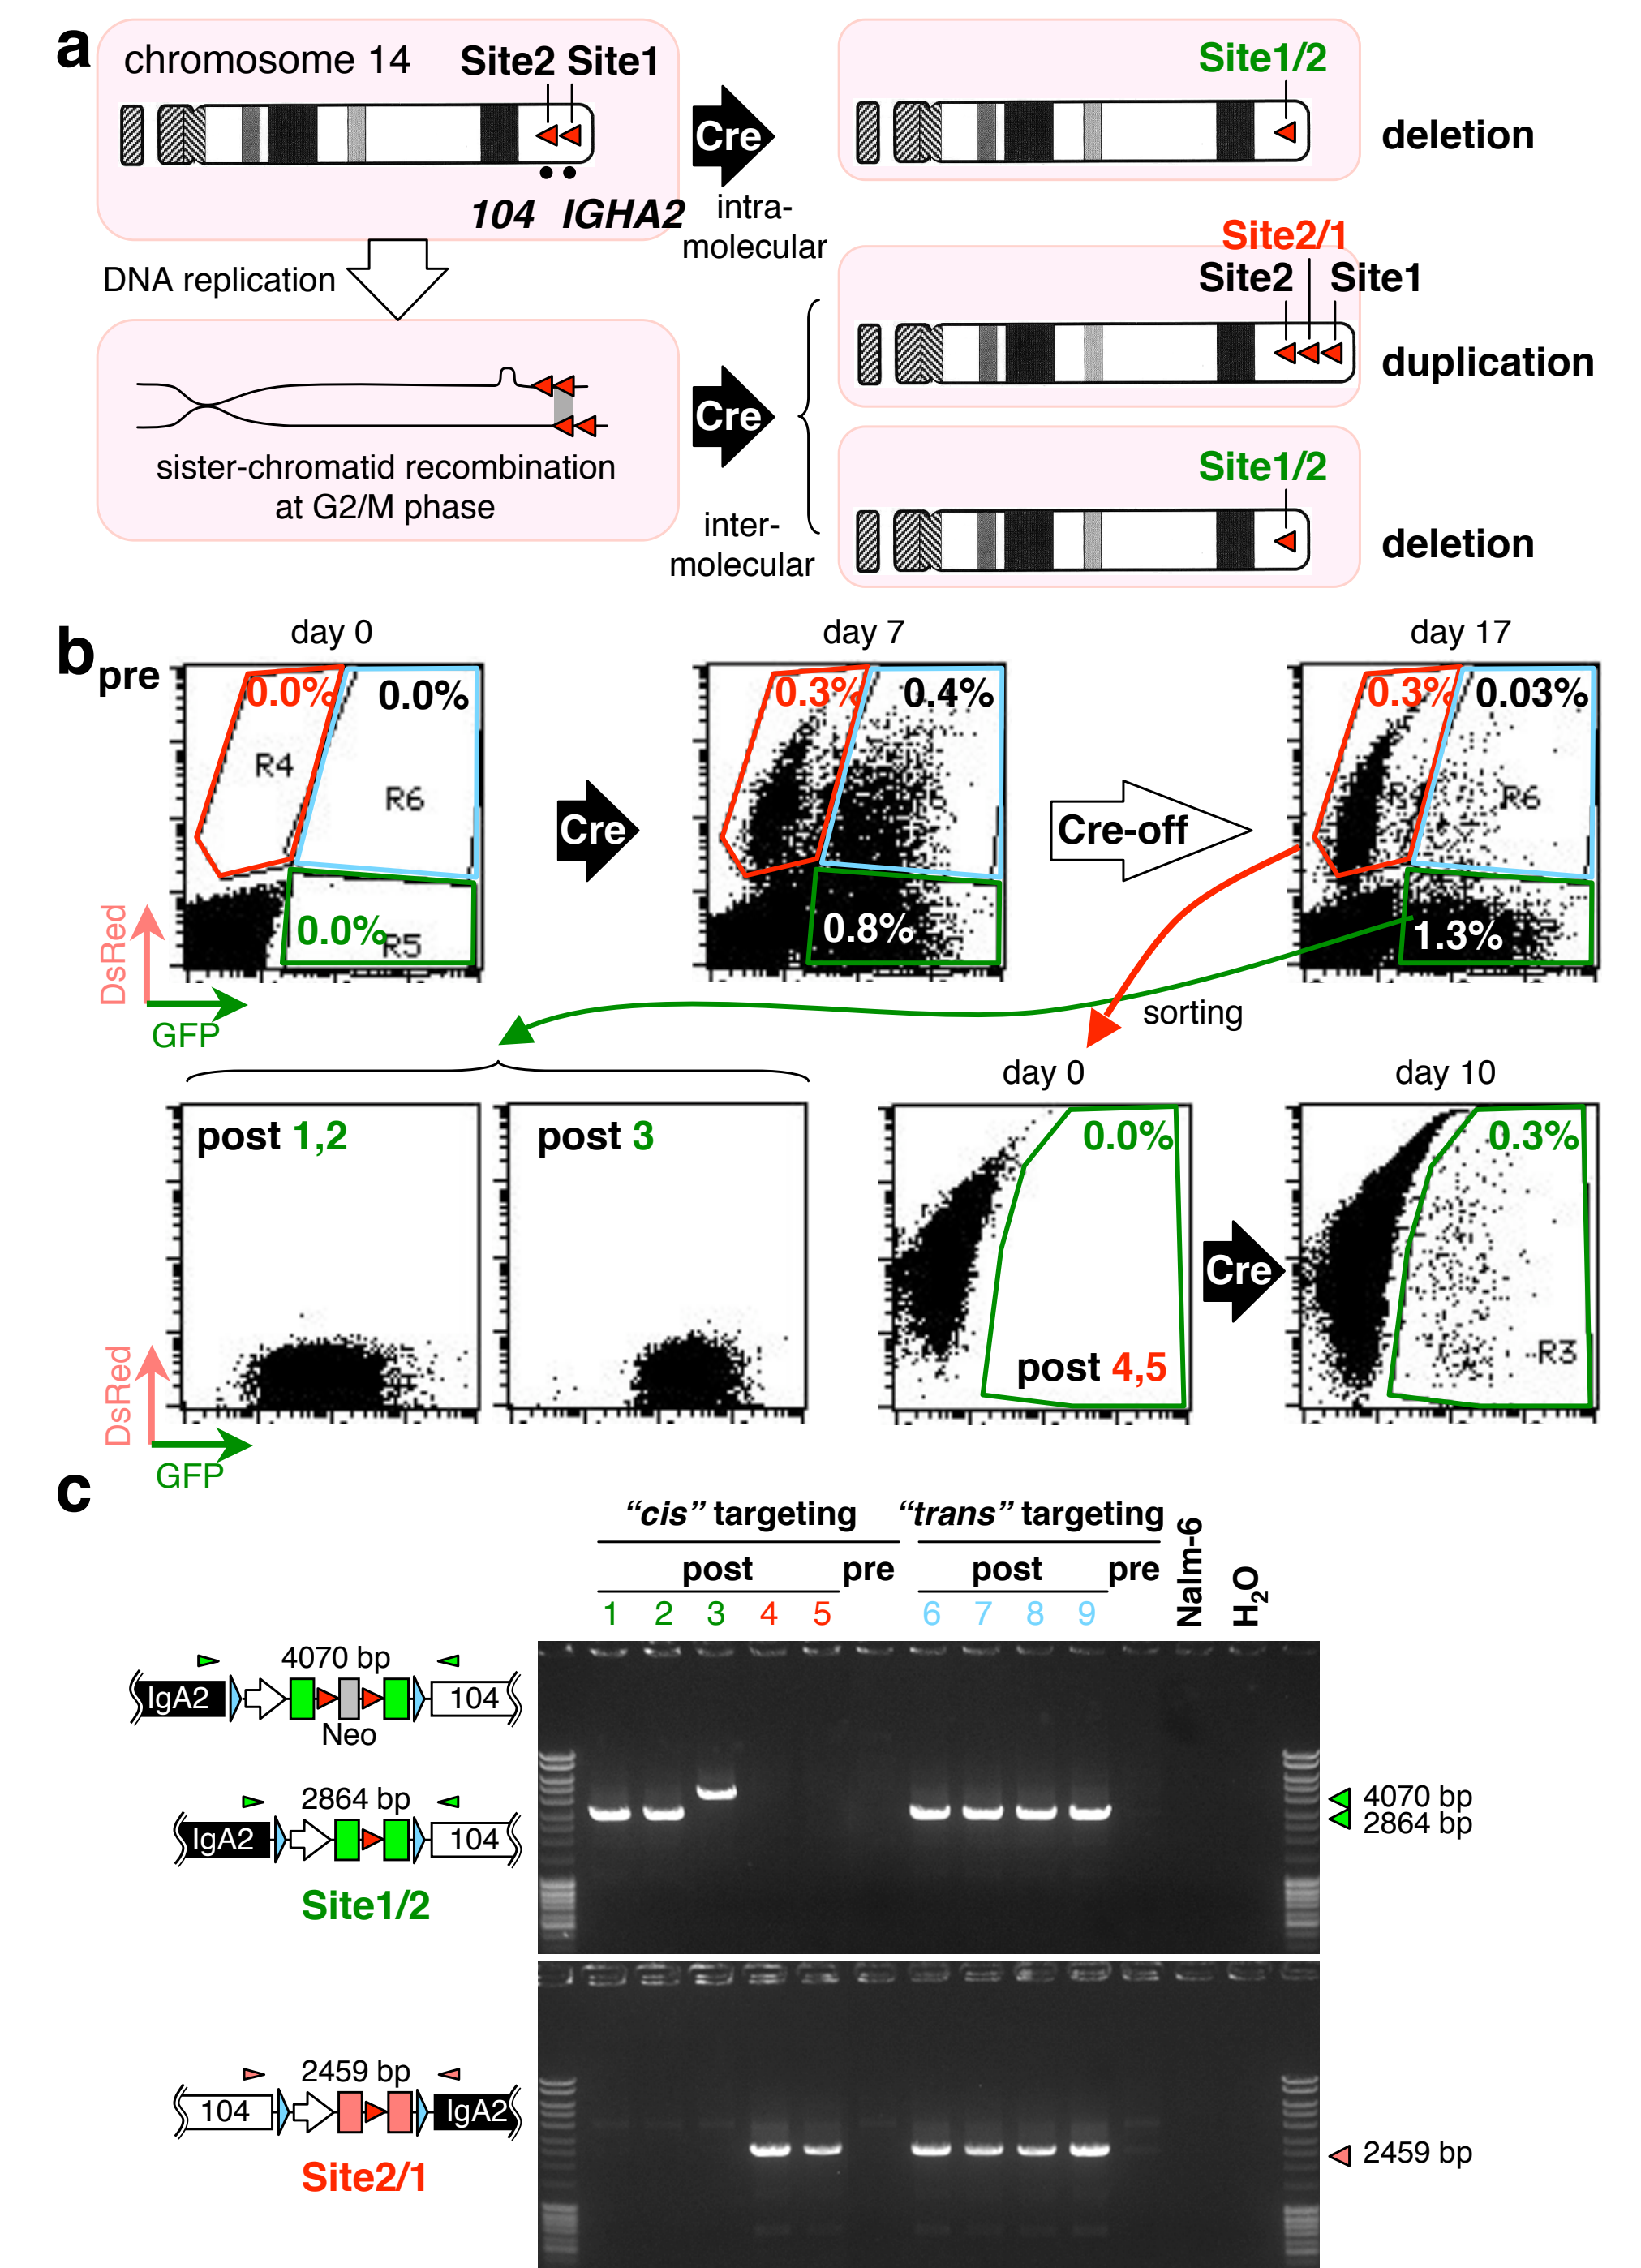 a
chromosome 14
Site2 Site1
104 IGHA2
Cre
intra-
molecular
Site1/2
deletion
DNA replication
sister-chromatid recombination
at G2/M phase
Cre
inter-
molecular
Site2/1
Site2 Site1
duplication
Site1/2
deletion
b
pre
day 0
0.0% 0.0%
R4
R6
0.0%
R5
DsRed
GFP
Cre
day 7
0.3% 0.4%
0.8%
Cre-off
day 17
0.3% 0.03%
R6
1.3%
sorting
post 1,2
post 3
DsRed
GFP
day 0
0.0%
post 4,5
Cre
day 10
0.3%
R3
c
“cis” targeting “trans” targeting
post pre post pre
Nalm-6
H2O
1 2 3 4 5 6 7 8 9
4070 bp
IgA2 104
Neo
2864 bp
IgA2 104
Site1/2
4070 bp
2864 bp
2459 bp
104 IgA2
Site2/1
2459 bp